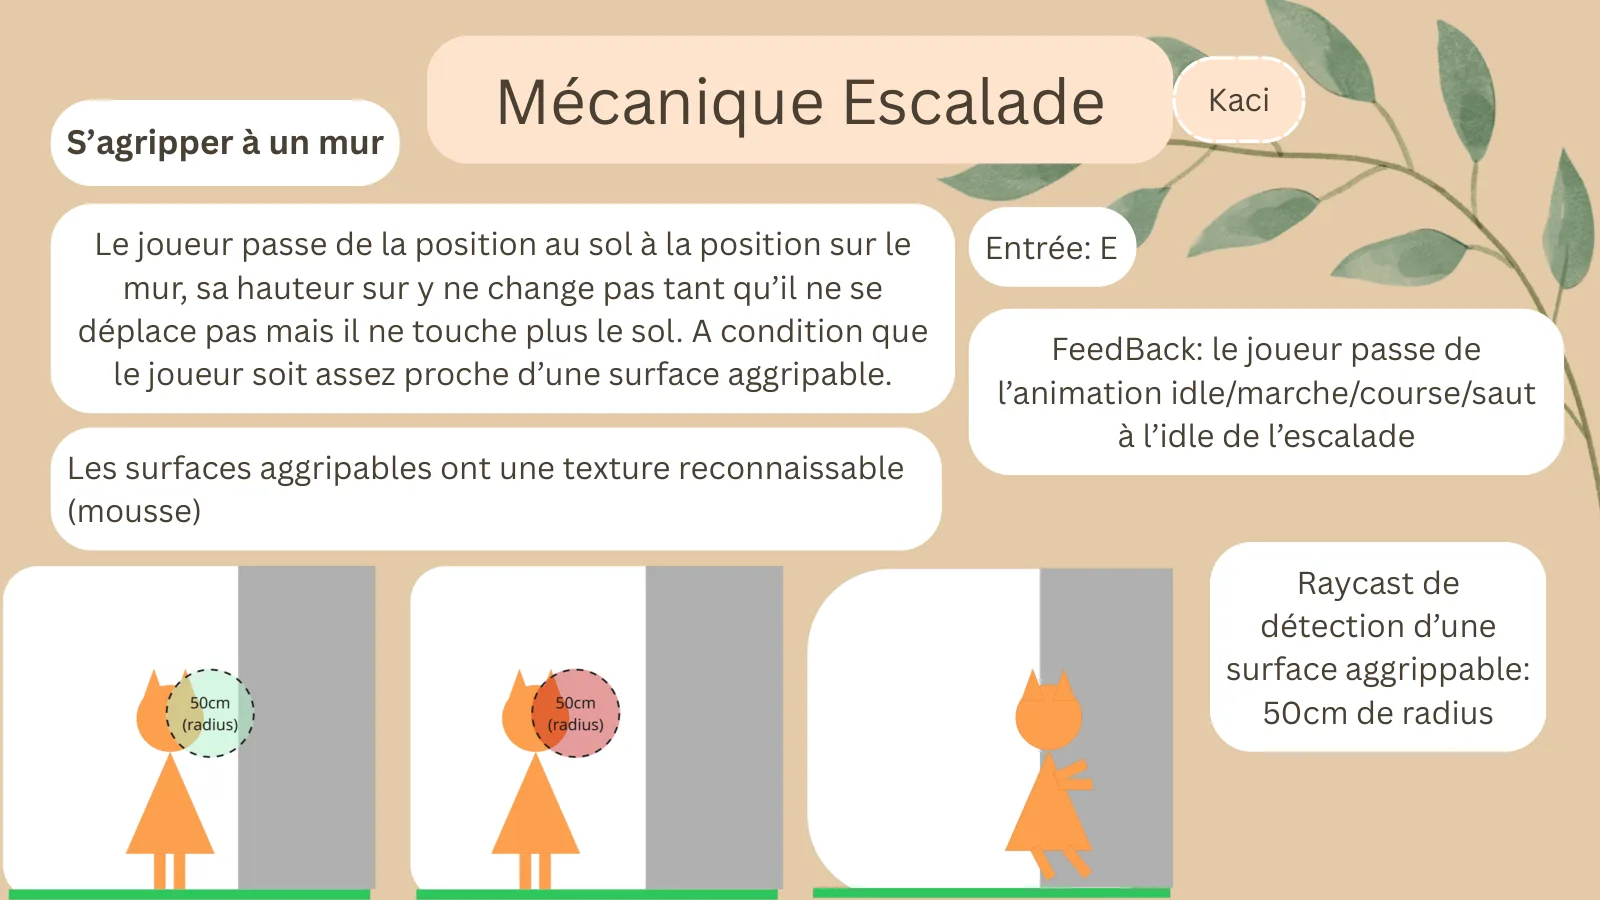 Mécanique Escalade
Kaci
S’agripper à un mur
Le joueur passe de la position au sol à la position sur le
mur, sa hauteur sur y ne change pas tant qu’il ne se
déplace pas mais il ne touche plus le sol. A condition que
le joueur soit assez proche d’une surface aggripable.
Entrée: E
FeedBack: le joueur passe de
l’animation idle/marche/course/saut
à l’idle de l’escalade
Les surfaces aggripables ont une texture reconnaissable
(mousse)
50cm
(radius)
50cm
(radius)
Raycast de
détection d’une
surface aggrippable:
50cm de radius